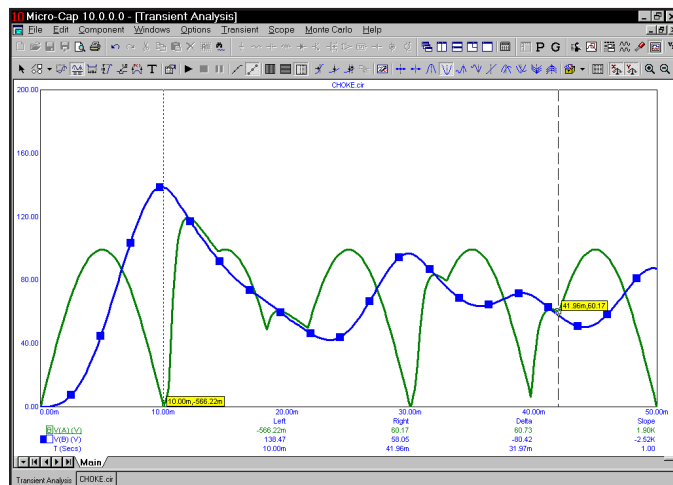 10 Micro-Cap 10.0.0.0 - [Transient Analysis]
File Edit Component Windows Options Transient Scope Monte Carlo Help
P G
T
CHOKE.cir
200.00
160.00
120.00
80.00
40.00
0.00
41.96m,60.17
10.00m,-566.22m
0.00m 10.00m 20.00m 30.00m 40.00m 50.00m
Left Right Delta Slope
V(A) (V) -566.22m 60.17 60.73 1.90K
V(B) (V) 138.47 58.05 -80.42 -2.52K
T (Secs) 10.00m 41.96m 31.97m 1.00
Main
Transient Analysis CHOKE.cir